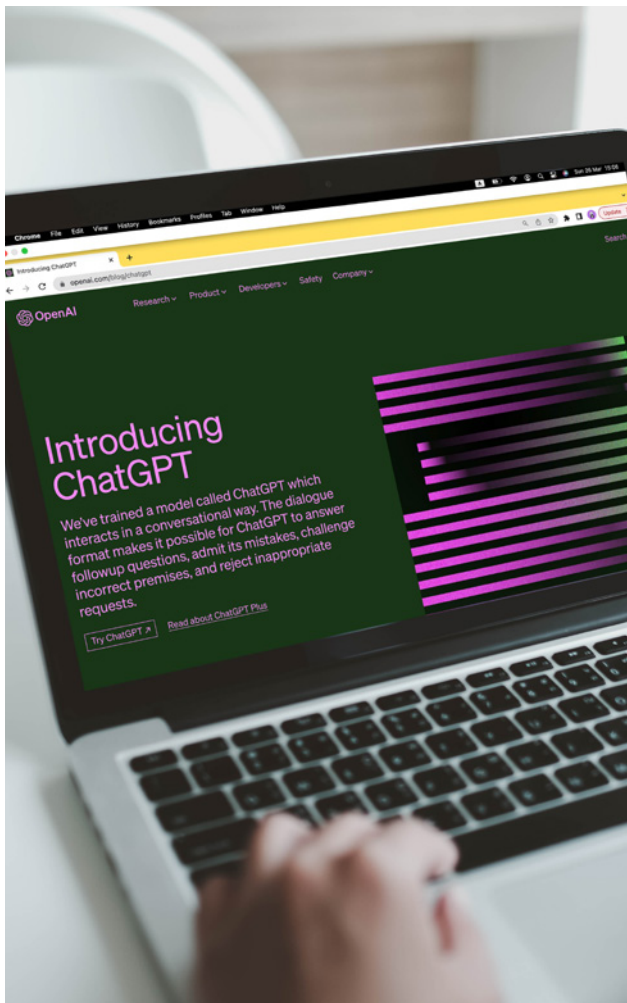 Chrome File Edit View History Bookmarks Profiles Tab Window Help
Sun 26 Mar 15:08
Introducing ChatGPT
openai.com/blog/chatgpt
Update
OpenAI
Research Product Developers Safety Company
Search
Introducing
ChatGPT
We've trained a model called ChatGPT which
interacts in a conversational way. The dialogue
format makes it possible for ChatGPT to answer
followup questions, admit its mistakes, challenge
incorrect premises, and reject inappropriate
requests.
Try ChatGPT ↗ Read about ChatGPT Plus